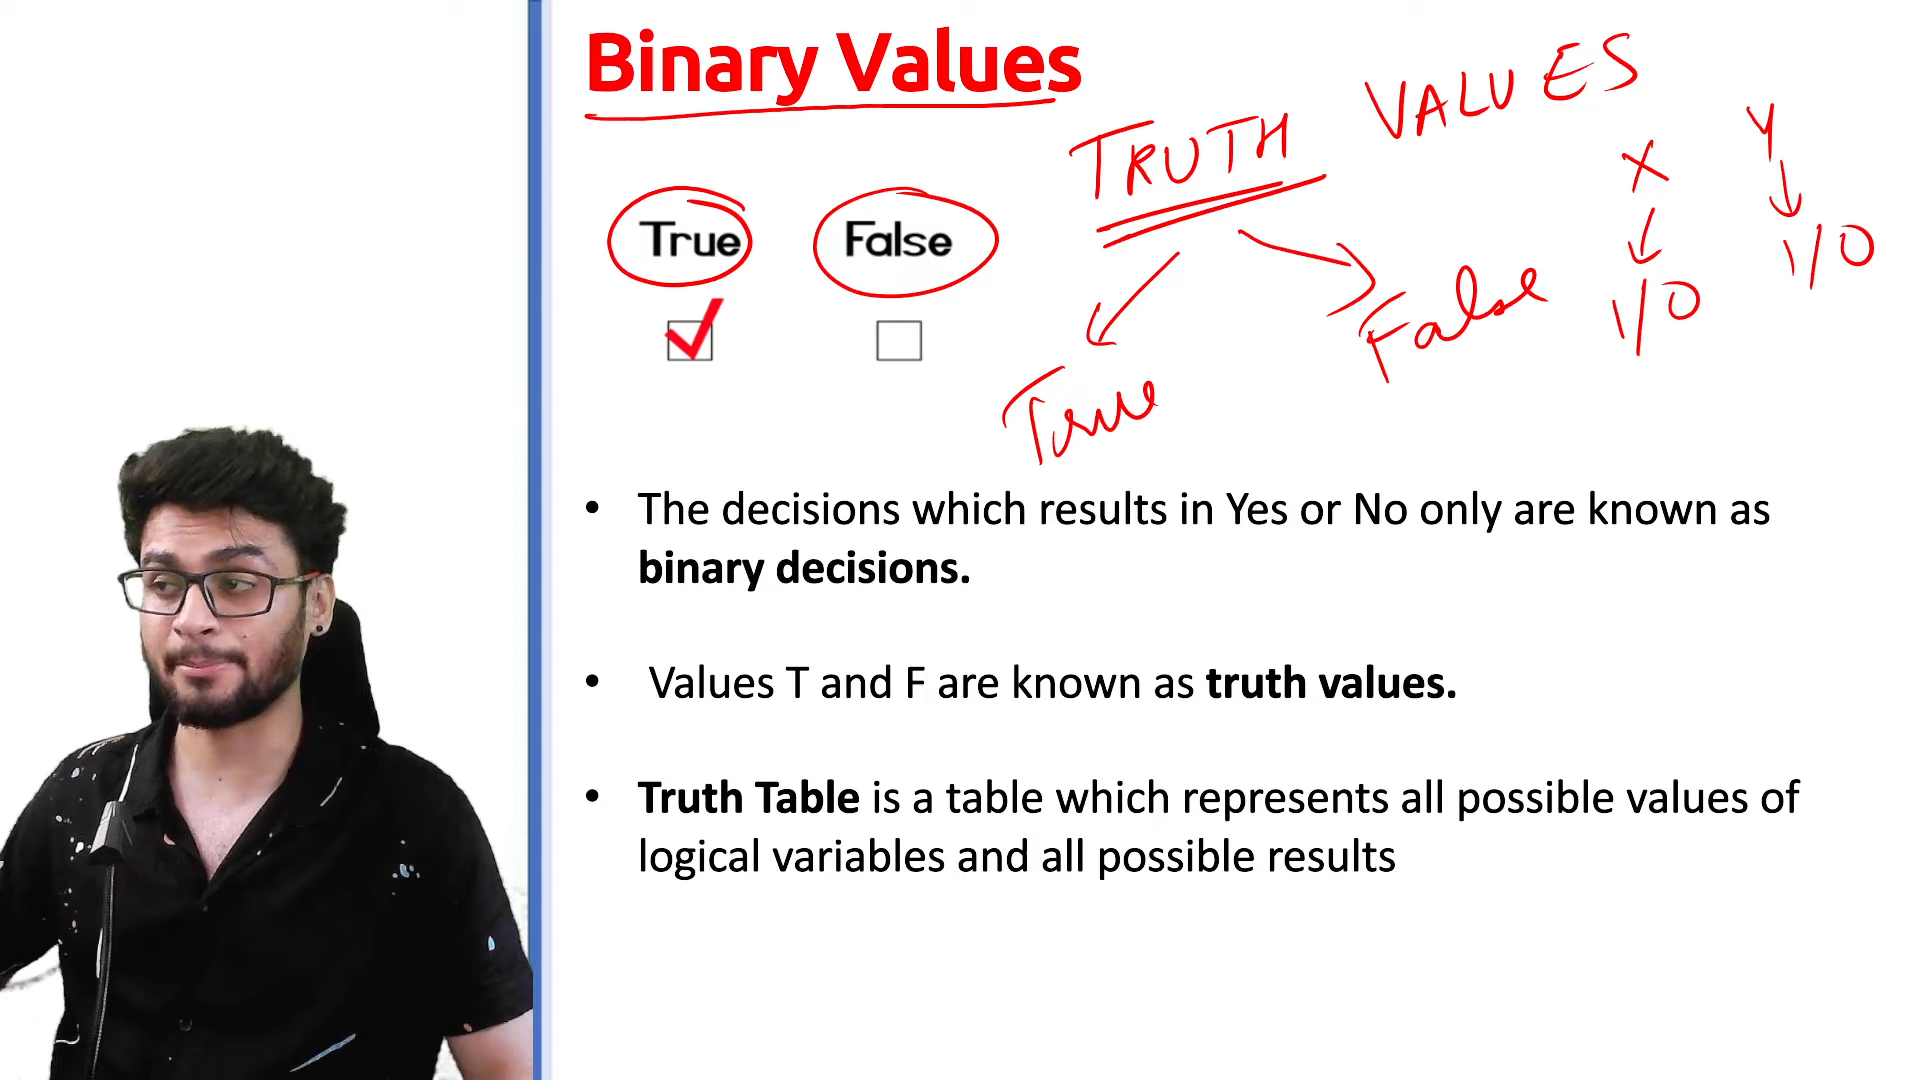 Binary Values
TRUTH VALUES
X Y
True False
1/0 1/0
True False
• The decisions which results in Yes or No only are known as
binary decisions.
• Values T and F are known as truth values.
• Truth Table is a table which represents all possible values of
logical variables and all possible results